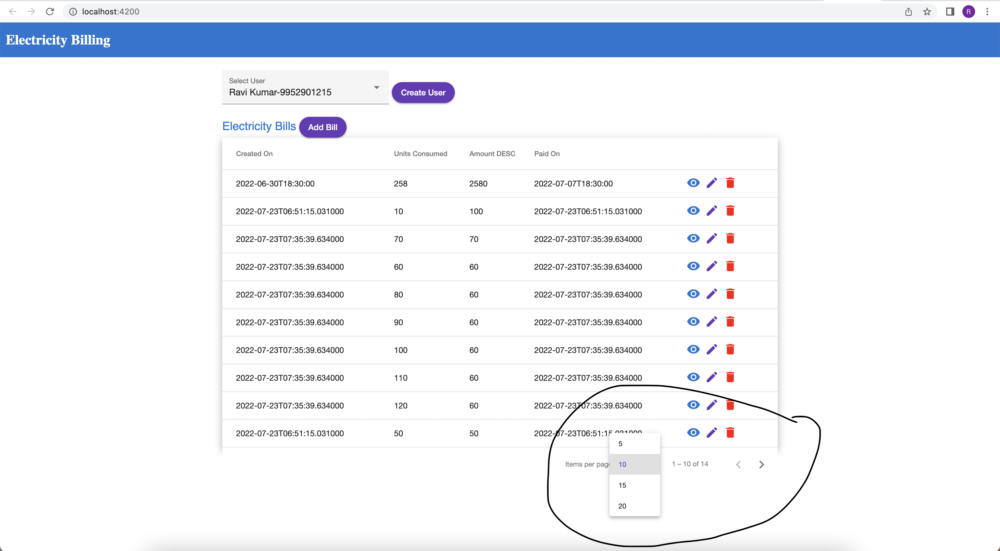 localhost:4200
R
Electricity Billing
Select User
Ravi Kumar-9952901215
Create User
Electricity Bills Add Bill
Created On Units Consumed Amount DESC Paid On
2022-06-30T18:30:00 258 2580 2022-07-07T18:30:00
2022-07-23T06:51:15.031000 10 100 2022-07-23T06:51:15.031000
2022-07-23T07:35:39.634000 70 70 2022-07-23T07:35:39.634000
2022-07-23T07:35:39.634000 60 60 2022-07-23T07:35:39.634000
2022-07-23T07:35:39.634000 80 60 2022-07-23T07:35:39.634000
2022-07-23T07:35:39.634000 90 60 2022-07-23T07:35:39.634000
2022-07-23T07:35:39.634000 100 60 2022-07-23T07:35:39.634000
2022-07-23T07:35:39.634000 110 60 2022-07-23T07:35:39.634000
2022-07-23T07:35:39.634000 120 60 2022-07-23T07:35:39.634000
2022-07-23T06:51:15.031000 50 50 2022-07-23T06:51:15.031000
5
Items per page 10 1 – 10 of 14
15
20